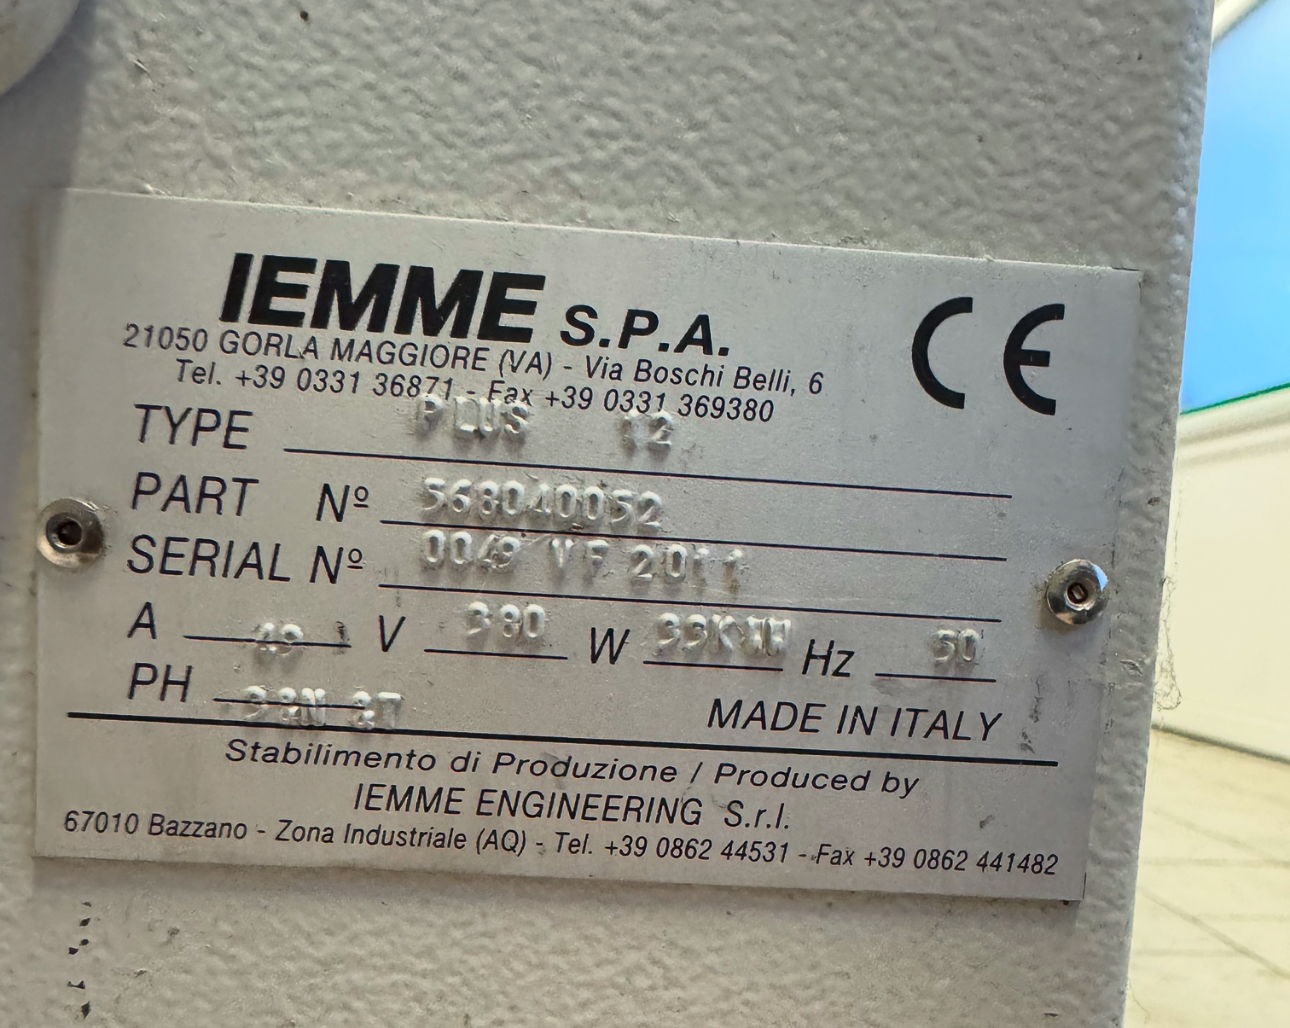 IEMME S.P.A.
21050 GORLA MAGGIORE (VA) - Via Boschi Belli, 6
Tel. +39 0331 36871 - Fax +39 0331 369380
CE
TYPE PLUS 12
PART Nº 568040052
SERIAL Nº 0049 VF 2011
A 49 V 380 W 33KW Hz 50
PH
MADE IN ITALY
Stabilimento di Produzione / Produced by
IEMME ENGINEERING S.r.l.
67010 Bazzano - Zona Industriale (AQ) - Tel. +39 0862 44531 - Fax +39 0862 441482